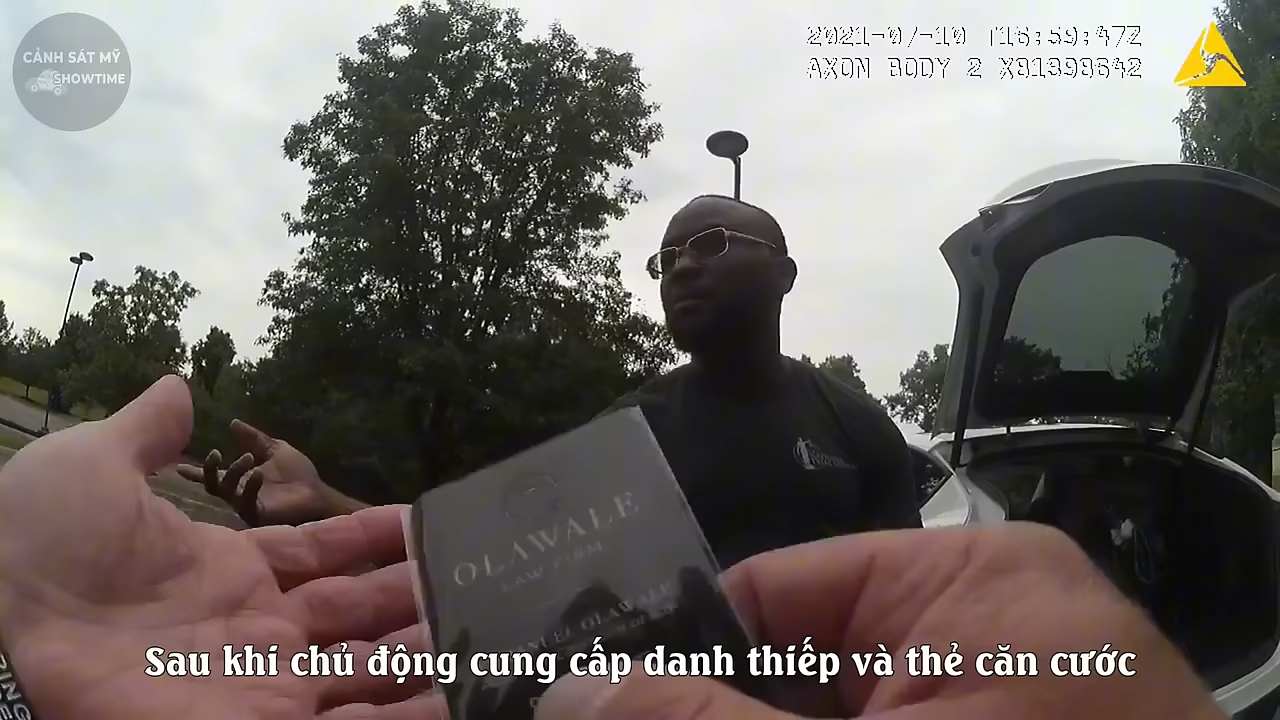 CẢNH SÁT MỸ
SHOWTIME
2021-07-10 T16:59:47Z
AXON BODY 2 X81398642
OLAWALE
LAW FIRM
OLAWALE
Sau khi chủ động cung cấp danh thiếp và thẻ căn cước